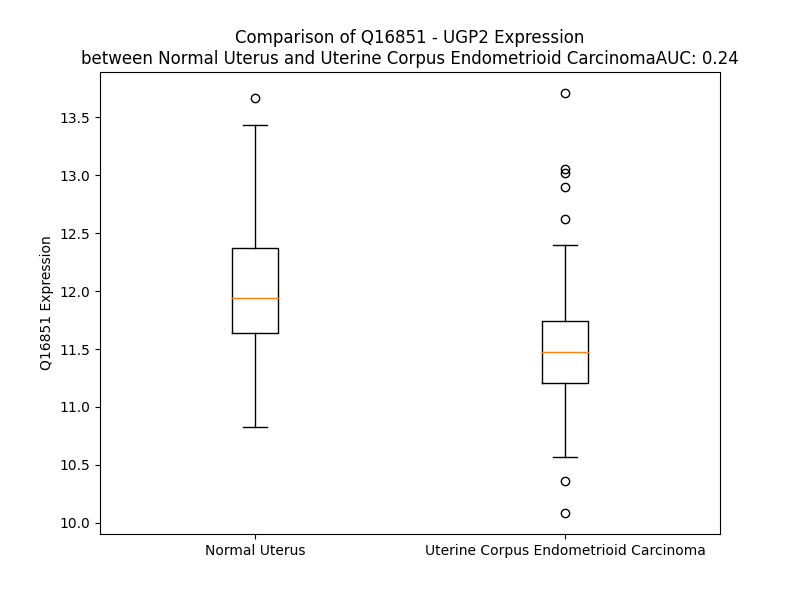 Comparison of Q16851 - UGP2 Expression
between Normal Uterus and Uterine Corpus Endometrioid CarcinomaAUC: 0.24
13.5
13.0
12.5
12.0
11.5
11.0
10.5
10.0
Q16851 Expression
Normal Uterus
Uterine Corpus Endometrioid Carcinoma